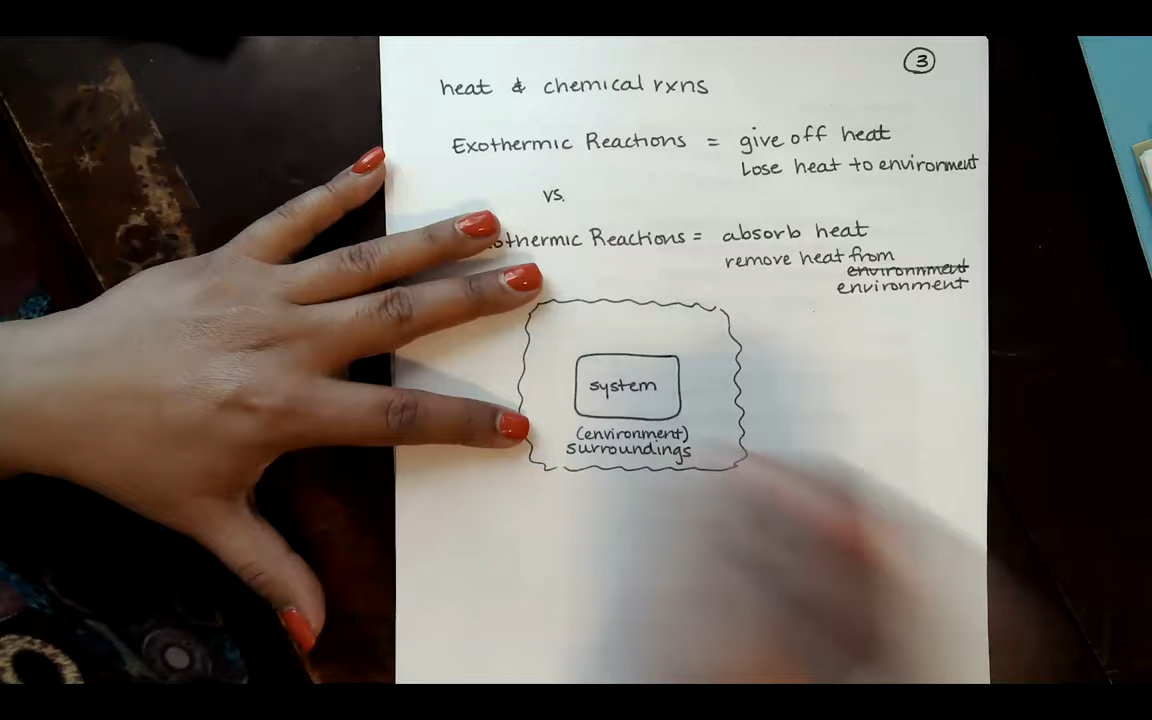 3
heat & chemical rxns
Exothermic Reactions = give off heat
Lose heat to environment
vs.
othermic Reactions = absorb heat
remove heat from
environment
environment
system
(environment)
surroundings